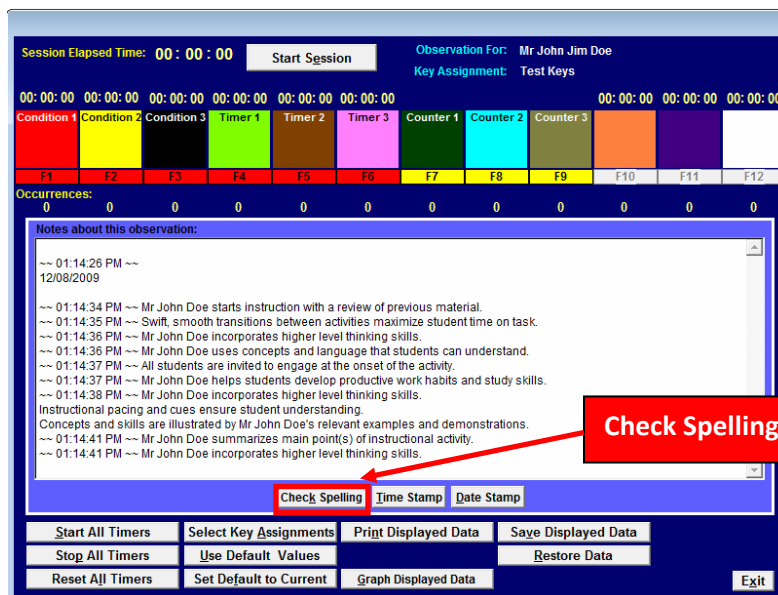 Session Elapsed Time: 00: 00 : 00 Start Session Observation For: Mr John Jim Doe
Key Assignment: Test Keys
00: 00: 00 00: 00: 00 00: 00: 00 00: 00: 00 00: 00: 00 00: 00: 00 00: 00: 00 00: 00: 00 00: 00: 00
Condition 1 Condition 2 Condition 3 Timer 1 Timer 2 Timer 3 Counter 1 Counter 2 Counter 3
F1 F2 F3 F4 F5 F6 F7 F8 F9 F10 F11 F12
Occurrences:
0 0 0 0 0 0 0 0 0 0 0 0
Notes about this observation:
~~ 01:14:26 PM ~~
12/08/2009
~~ 01:14:34 PM ~~ Mr John Doe starts instruction with a review of previous material.
~~ 01:14:35 PM ~~ Swift, smooth transitions between activities maximize student time on task.
~~ 01:14:36 PM ~~ Mr John Doe incorporates higher level thinking skills.
~~ 01:14:36 PM ~~ Mr John Doe uses concepts and language that students can understand.
~~ 01:14:37 PM ~~ All students are invited to engage at the onset of the activity.
~~ 01:14:37 PM ~~ Mr John Doe helps students develop productive work habits and study skills.
~~ 01:14:38 PM ~~ Mr John Doe incorporates higher level thinking skills.
Instructional pacing and cues ensure student understanding.
Concepts and skills are illustrated by Mr John Doe's relevant examples and demonstrations.
~~ 01:14:41 PM ~~ Mr John Doe summarizes main point(s) of instructional activity.
~~ 01:14:41 PM ~~ Mr John Doe incorporates higher level thinking skills.
Check Spelling
Check Spelling Time Stamp Date Stamp
Start All Timers Select Key Assignments Print Displayed Data Save Displayed Data
Stop All Timers Use Default Values Restore Data
Reset All Timers Set Default to Current Graph Displayed Data Exit